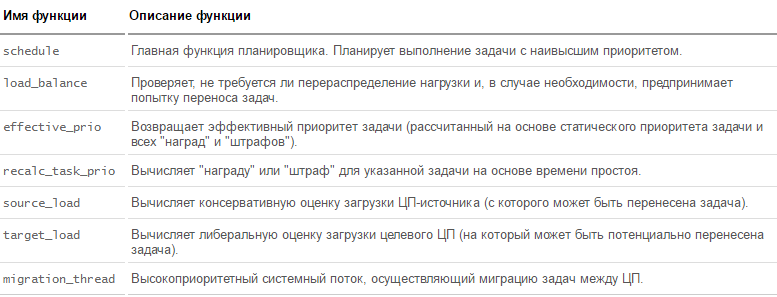 Имя функции Описание функции
schedule Главная функция планировщика. Планирует выполнение задачи с наивысшим приоритетом.
load_balance Проверяет, не требуется ли перераспределение нагрузки и, в случае необходимости, предпринимает
попытку переноса задач.
effective_prio Возвращает эффективный приоритет задачи (рассчитанный на основе статического приоритета задачи и
всех "наград" и "штрафов").
recalc_task_prio Вычисляет "награду" или "штраф" для указанной задачи на основе времени простоя.
source_load Вычисляет консервативную оценку загрузки ЦП-источника (с которого может быть перенесена задача).
target_load Вычисляет либеральную оценку загрузки целевого ЦП (на который может быть потенциально перенесена
задача).
migration_thread Высокоприоритетный системный поток, осуществляющий миграцию задач между ЦП.